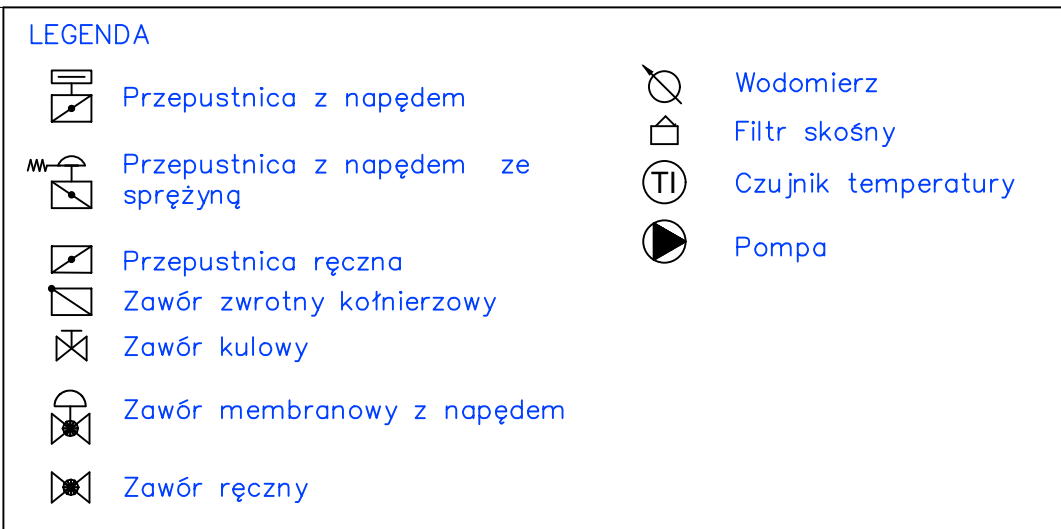 LEGENDA
Przepustnica z napędem
Przepustnica z napędem ze
sprężyną
Przepustnica ręczna
Zawór zwrotny kołnierzowy
Zawór kulowy
Zawór membranowy z napędem
Zawór ręczny
Wodomierz
Filtr skośny
TI Czujnik temperatury
Pompa